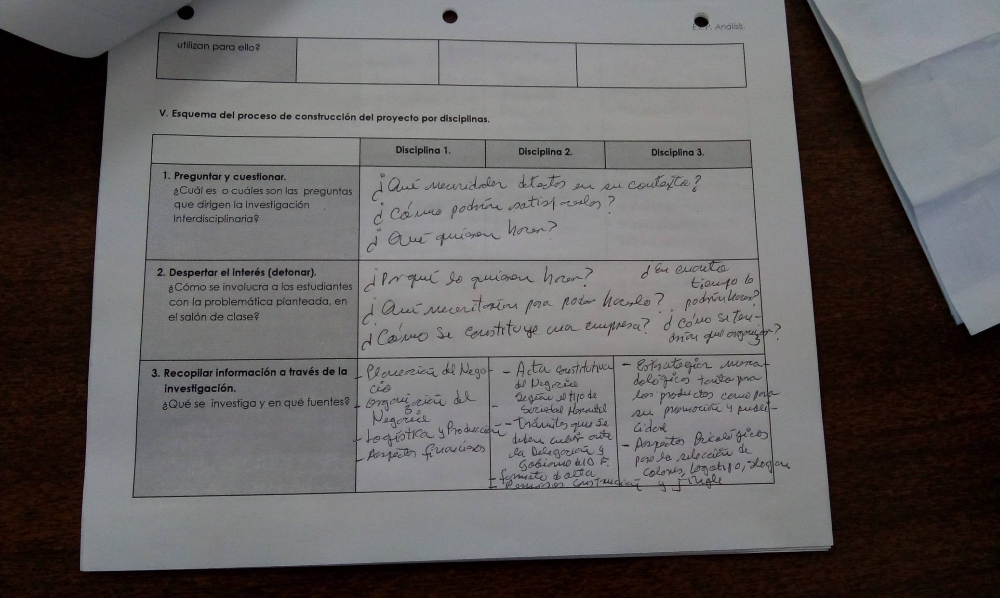 E.I.P. Análisis.
utilizan para ello?
V. Esquema del proceso de construcción del proyecto por disciplinas.
Disciplina 1.
Disciplina 2.
Disciplina 3.
1. Preguntar y cuestionar.
¿Cuál es o cuáles son las preguntas
que dirigen la Investigación
Interdisciplinaria?
¿Qué necesidades detectas en su contexto?
¿Cómo podrían satisfacerlas?
¿Qué quieren hacer?
2. Despertar el interés (detonar).
¿Cómo se involucra a los estudiantes
con la problemática planteada, en
el salón de clase?
¿Porqué lo quieren hacer?
¿Qué necesitarían para poder hacerlo?
¿Cómo se constituye una empresa?
¿En cuanto
tiempo lo
podrían hacer?
¿Cómo se ten-
drían que organizar?
3. Recopilar información a través de la
investigación.
¿Qué se investiga y en qué fuentes?
- Planeación del Nego-
cio
- Organización del
Negocio
- Logística y Producción
- Aspectos financieros
- Acta constitutiva
del Negocio
según el tipo de
- Sociedad Mercantil
- Trámites que se
deben cubrir ante
la Delegación y
Gobierno del D.F.
- formato de alta
- Permisos Construcción
- Estrategias merca-
dológicas tanto para
los productos como para
su promoción y publi-
cidad
- Aspectos Psicológicos
para la selección de
colores, logotipo, slogan
y jingle